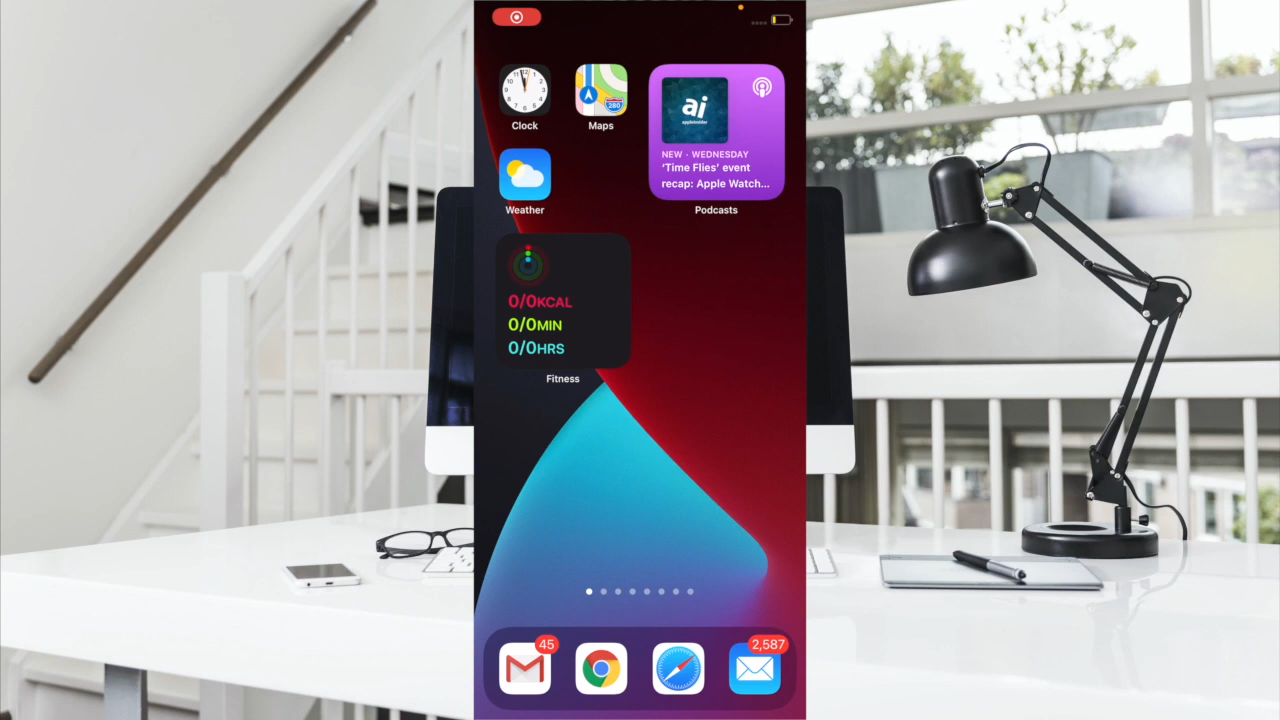 Clock
Maps
ai
appleinsider
NEW · WEDNESDAY
‘Time Flies’ event
recap: Apple Watch...
Podcasts
280
Weather
0/0KCAL
0/0MIN
0/0HRS
Fitness
45
2,587